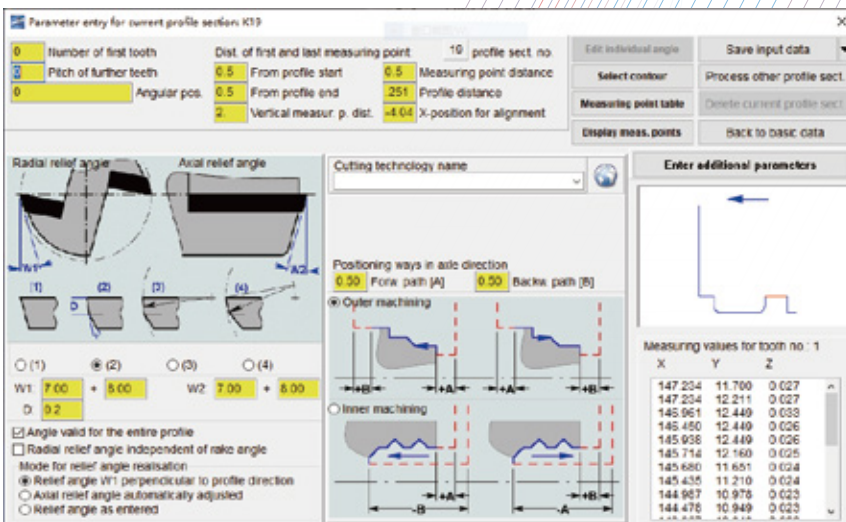 Parameter entry for current profile section: K19
0 Number of first tooth
Dist. of first and last measuring point
10 profile sect. no.
Edit individual angle
Save input data
0 Pitch of further teeth
0.5 From profile start
0.5 Measuring point distance
Select contour
Process other profile sect.
0 Angular pos.
0.5 From profile end
.251 Profile distance
Measuring point table
Delete current profile sect
2. Vertical measur. p. dist.
-4.04 X-position for alignment
Display meas. points
Back to basic data
Radial relief angle
Axial relief angle
Cutting technology name
Enter additional parameters
W1
W2
(1) (2) (3) (4)
D
Positioning ways in axle direction
0.50 Forw. path [A]
0.50 Backw. path [B]
Outer machining
+B +A +A +B
(1) (2) (3) (4)
W1: 7.00 + 8.00 W2: 7.00 + 8.00
D: 0.2
Angle valid for the entire profile
Radial relief angle independent of rake angle
Mode for relief angle realisation
Relief angle W1 perpendicular to profile direction
Axial relief angle automatically adjusted
Relief angle as entered
Inner machining
+A +B
-B -A
Measuring values for tooth no.: 1
X Y Z
147.234 11.700 0.027
147.234 12.211 0.027
146.961 12.449 0.033
146.450 12.449 0.026
145.938 12.449 0.026
145.714 12.160 0.025
145.680 11.651 0.024
145.435 11.210 0.024
144.987 10.978 0.023
144.478 10.949 0.023